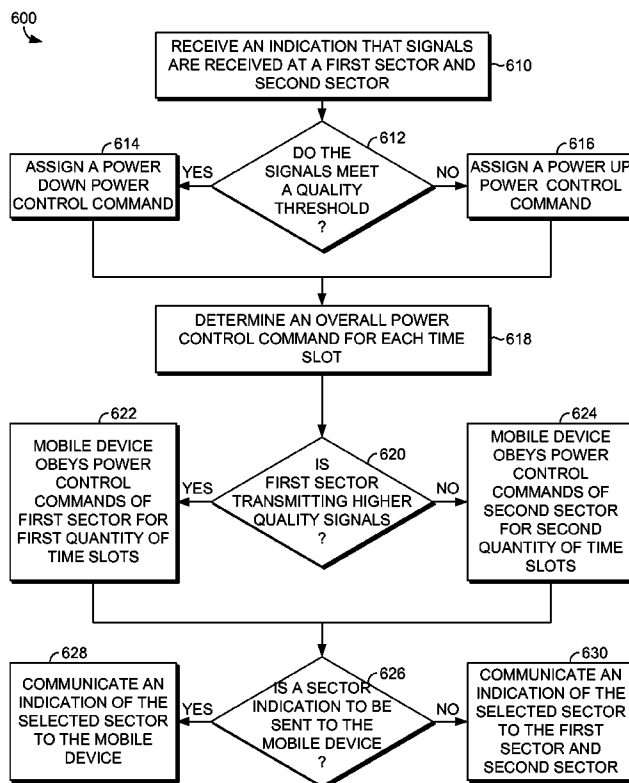 600
RECEIVE AN INDICATION THAT SIGNALS
ARE RECEIVED AT A FIRST SECTOR AND
SECOND SECTOR
610
612
DO THE
SIGNALS MEET
A QUALITY
THRESHOLD
?
YES
NO
614
ASSIGN A POWER
DOWN POWER
CONTROL COMMAND
616
ASSIGN A POWER UP
POWER CONTROL
COMMAND
DETERMINE AN OVERALL POWER
CONTROL COMMAND FOR EACH TIME
SLOT
618
620
IS
FIRST SECTOR
TRANSMITTING HIGHER
QUALITY SIGNALS
?
YES
NO
622
MOBILE DEVICE
OBEYS POWER
CONTROL
COMMANDS OF
FIRST SECTOR FOR
FIRST QUANTITY OF
TIME SLOTS
624
MOBILE DEVICE
OBEYS POWER
CONTROL
COMMANDS OF
SECOND SECTOR
FOR SECOND
QUANTITY OF TIME
SLOTS
626
IS A SECTOR
INDICATION TO BE
SENT TO THE
MOBILE DEVICE
?
YES
NO
628
COMMUNICATE AN
INDICATION OF THE
SELECTED SECTOR
TO THE MOBILE
DEVICE
630
COMMUNICATE AN
INDICATION OF THE
SELECTED SECTOR
TO THE FIRST
SECTOR AND
SECOND SECTOR